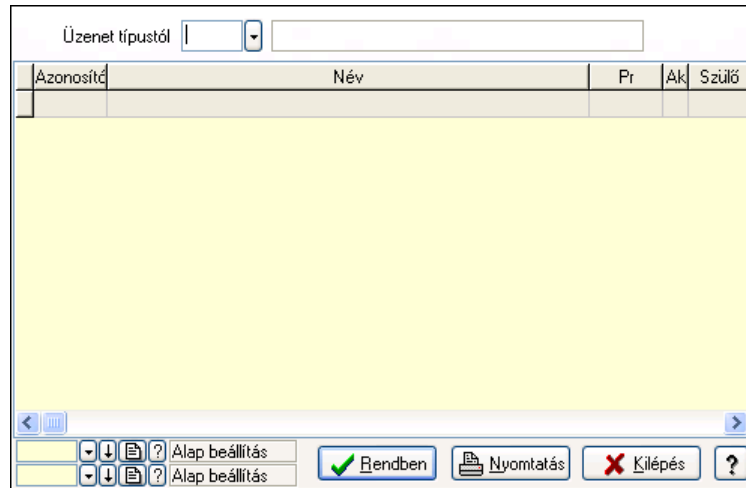 Üzenet típustól
Azonosító Név Pr Ak Szülő
? Alap beállítás
? Alap beállítás
Rendben Nyomtatás Kilépés ?